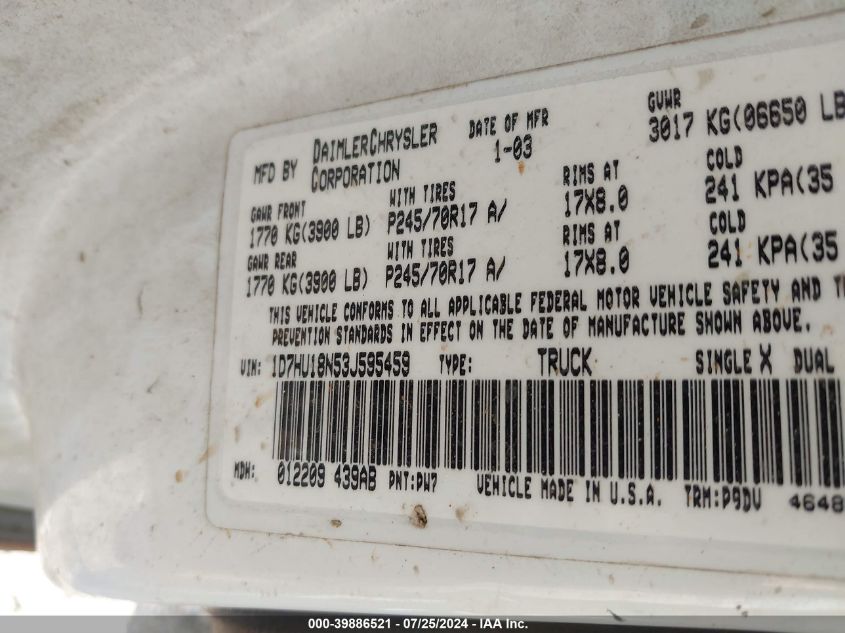 MFD BY DAIMLERCHRYSLER CORPORATION DATE OF MFR 1-03 GVWR 3017 KG(06650 LB
GAWR FRONT WITH TIRES RIMS AT COLD
1770 KG(3900 LB) P245/70R17 A/ 17X8.0 241 KPA(35
GAWR REAR WITH TIRES RIMS AT COLD
1770 KG(3900 LB) P245/70R17 A/ 17X8.0 241 KPA(35
THIS VEHICLE CONFORMS TO ALL APPLICABLE FEDERAL MOTOR VEHICLE SAFETY AND
PREVENTION STANDARDS IN EFFECT ON THE DATE OF MANUFACTURE SHOWN ABOVE.
VIN: 1D7HU18N53J595459 TYPE: TRUCK SINGLE X DUAL
MDH: 012209 439AB PNT:PW7 VEHICLE MADE IN U.S.A. TRM:P9DV 4648
000-39886521 - 07/25/2024 - IAA Inc.